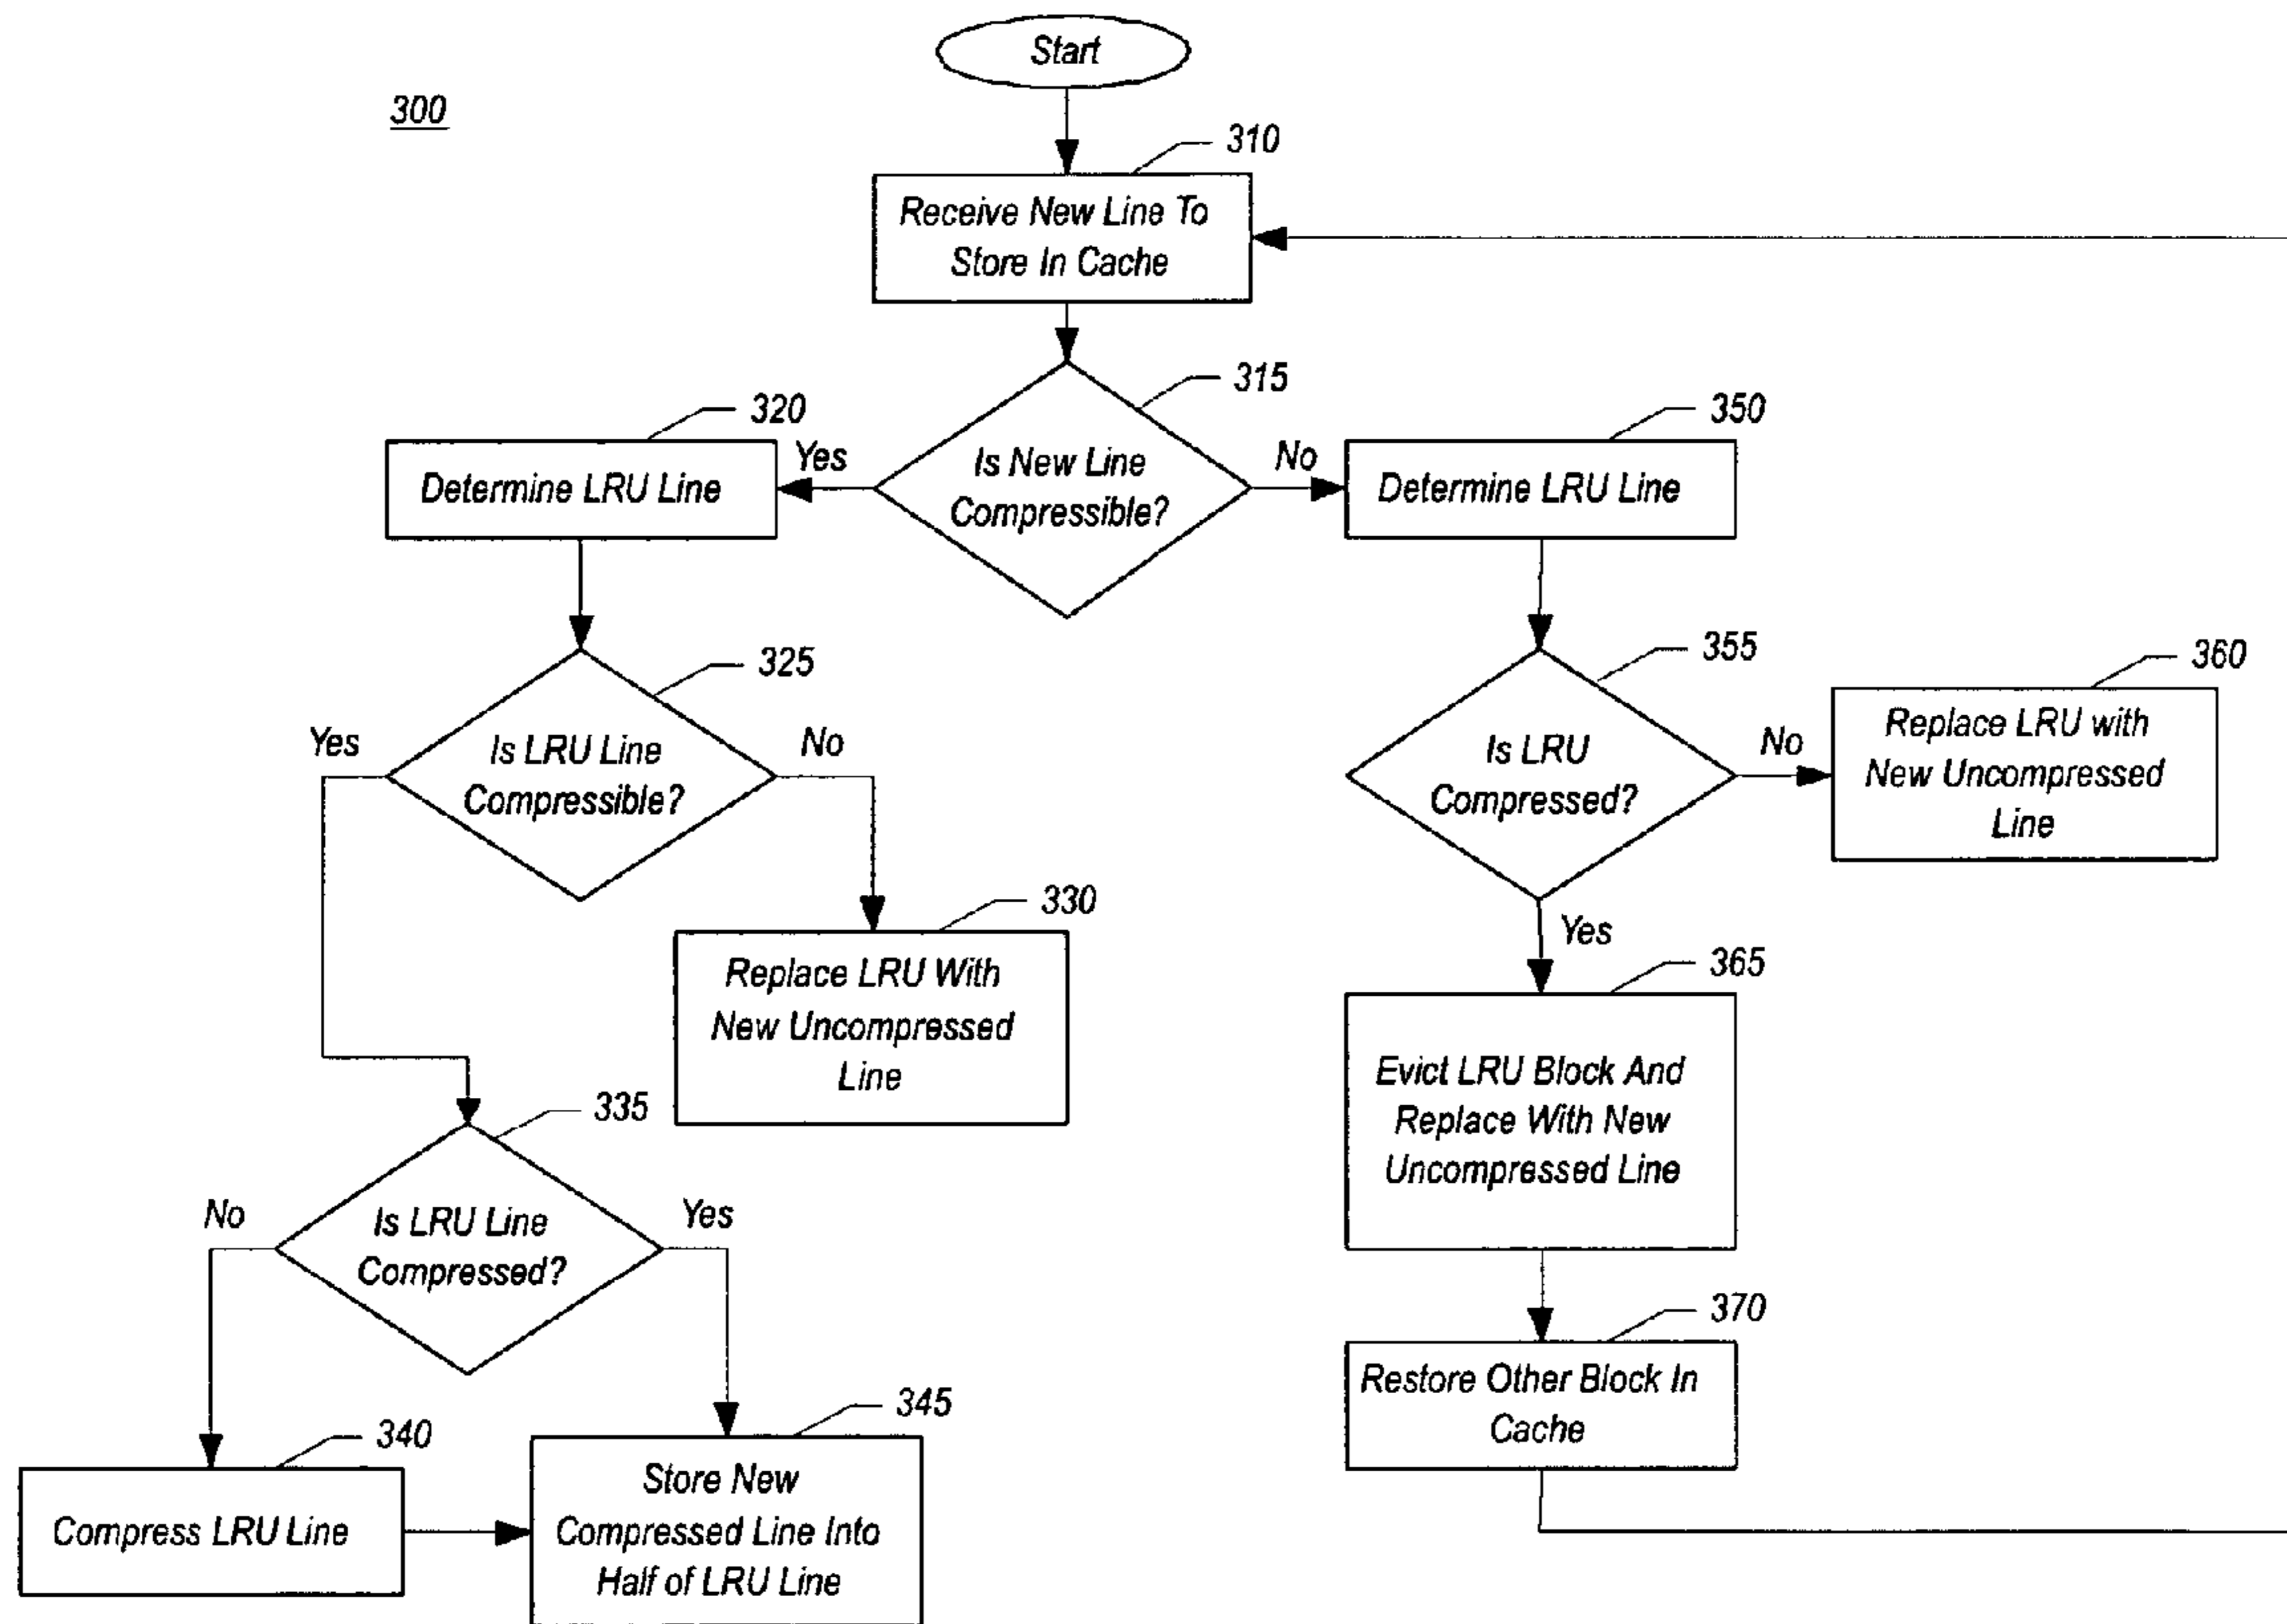 Start
300
310
Receive New Line To
Store In Cache
315
Is New Line
Compressible?
Yes
No
320
Determine LRU Line
350
Determine LRU Line
325
Is LRU Line
Compressible?
Yes
No
355
Is LRU
Compressed?
No
Yes
360
Replace LRU with
New Uncompressed
Line
330
Replace LRU With
New Uncompressed
Line
365
Evict LRU Block And
Replace With New
Uncompressed Line
335
Is LRU Line
Compressed?
No
Yes
370
Restore Other Block In
Cache
340
Compress LRU Line
345
Store New
Compressed Line Into
Half of LRU Line